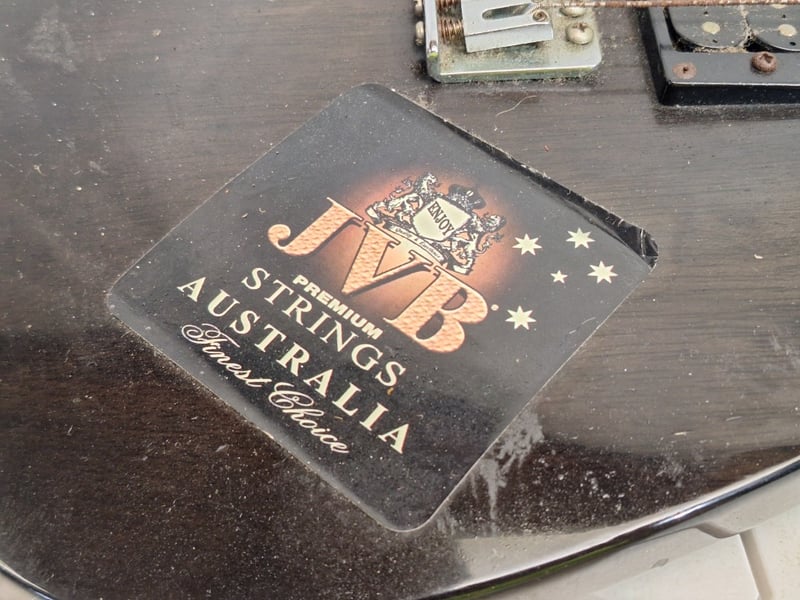 ENJOY
JVB
PREMIUM
STRINGS
AUSTRALIA
Finest Choice